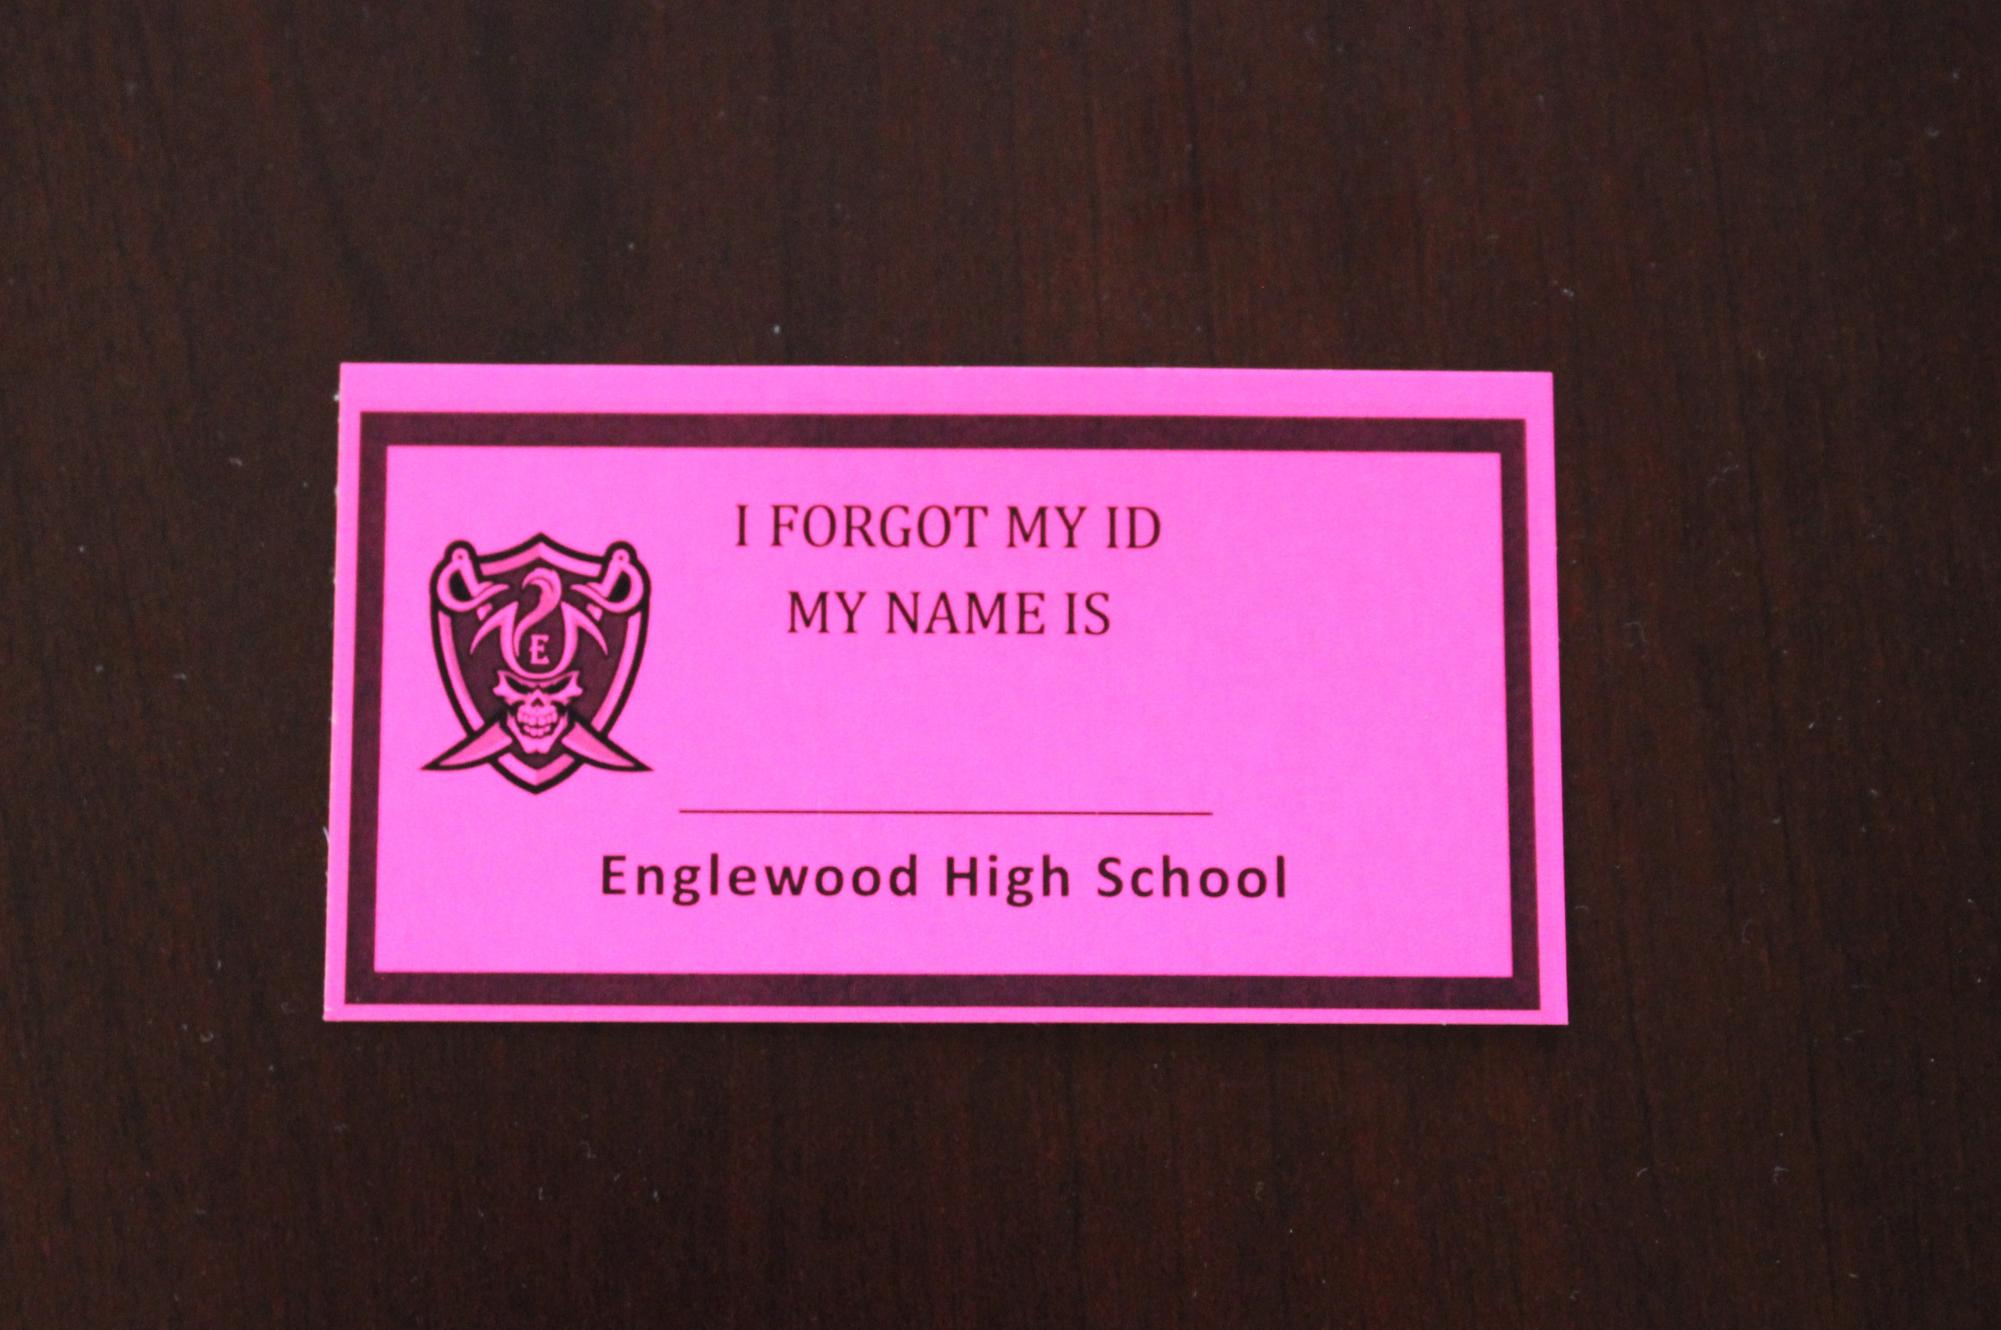 I FORGOT MY ID
MY NAME IS
E
Englewood High School